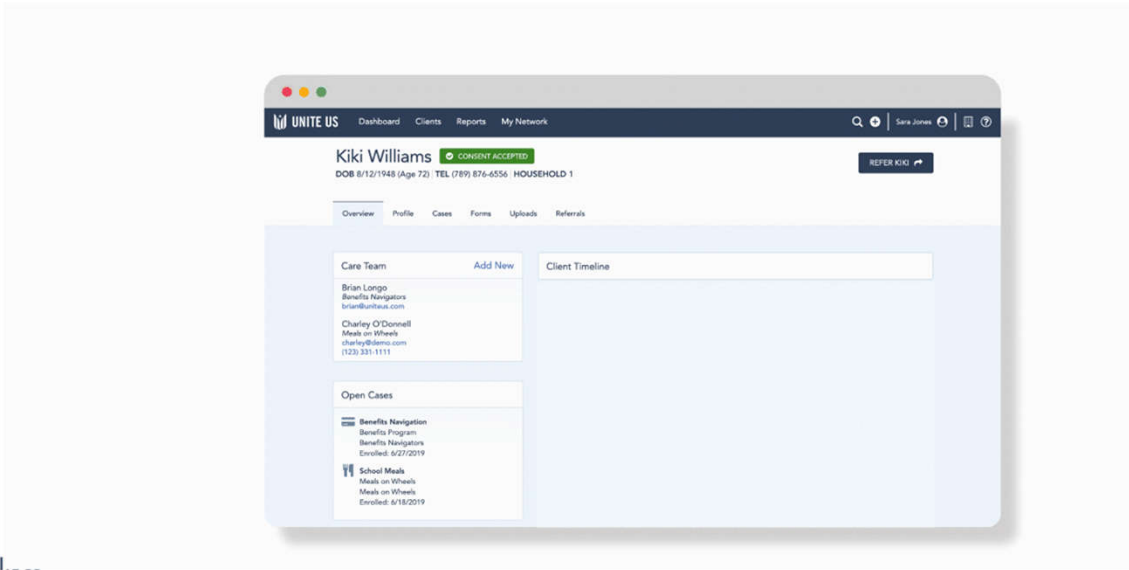 UNITE US Dashboard Clients Reports My Network Sara Jones
Kiki Williams CONSENT ACCEPTED
REFER KIKI
DOB 8/12/1948 (Age 72) TEL (789) 876-6556 HOUSEHOLD 1
Overview Profile Cases Forms Uploads Referrals
Care Team Add New
Brian Longo
Benefits Navigators
brian@uniteus.com
Charley O'Donnell
Meals on Wheels
charley@demo.com
(123) 331-1111
Open Cases
Benefits Navigation
Benefits Program
Benefits Navigators
Enrolled: 6/27/2019
School Meals
Meals on Wheels
Meals on Wheels
Enrolled: 6/18/2019
Client Timeline